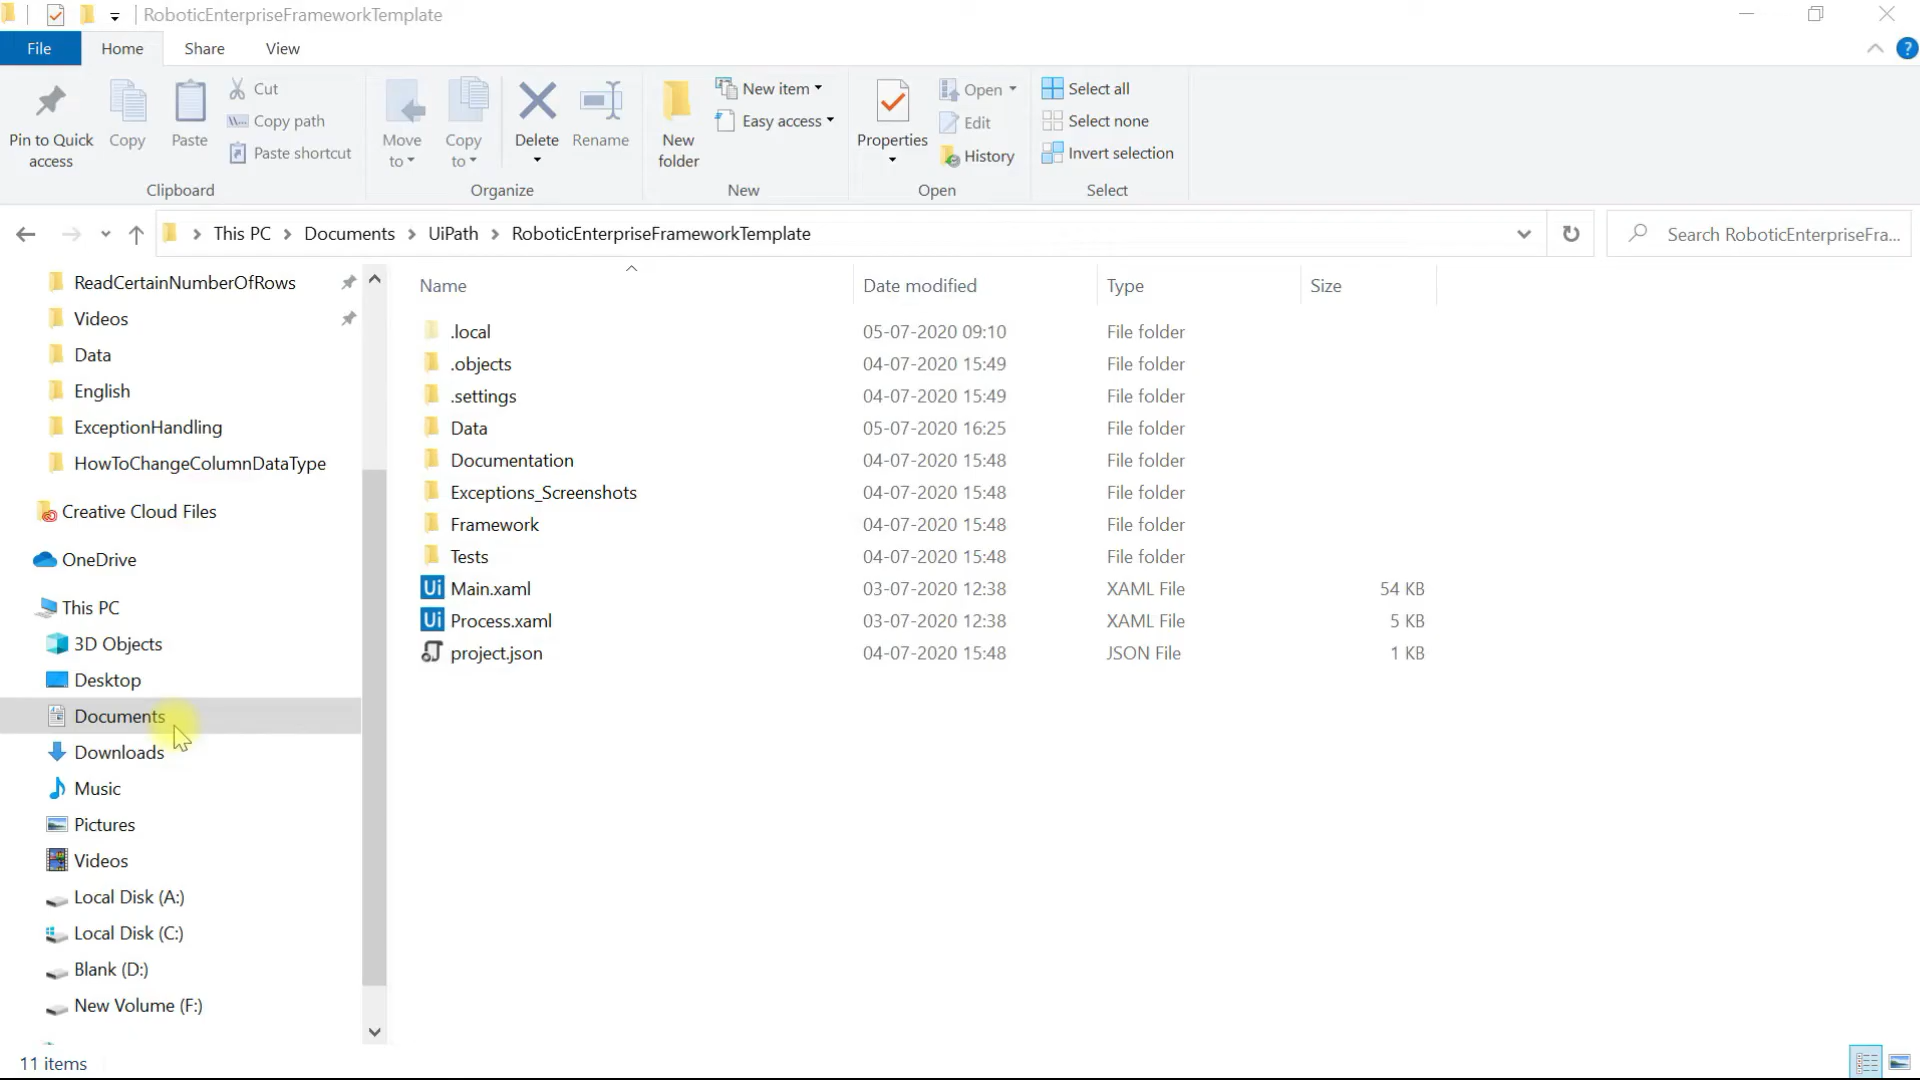 RoboticEnterpriseFrameworkTemplate
File Home Share View
Pin to Quick access
Copy
Paste
Cut
Copy path
Paste shortcut
Clipboard
Move to
Copy to
Delete
Rename
Organize
New folder
New item
Easy access
New
Properties
Open
Edit
History
Open
Select all
Select none
Invert selection
Select
This PC > Documents > UiPath > RoboticEnterpriseFrameworkTemplate
Search RoboticEnterpriseFra...
ReadCertainNumberOfRows
Videos
Data
English
ExceptionHandling
HowToChangeColumnDataType
Creative Cloud Files
OneDrive
This PC
3D Objects
Desktop
Documents
Downloads
Music
Pictures
Videos
Local Disk (A:)
Local Disk (C:)
Blank (D:)
New Volume (F:)
Name Date modified Type Size
.local 05-07-2020 09:10 File folder
.objects 04-07-2020 15:49 File folder
.settings 04-07-2020 15:49 File folder
Data 05-07-2020 16:25 File folder
Documentation 04-07-2020 15:48 File folder
Exceptions_Screenshots 04-07-2020 15:48 File folder
Framework 04-07-2020 15:48 File folder
Tests 04-07-2020 15:48 File folder
Ui Main.xaml 03-07-2020 12:38 XAML File 54 KB
Ui Process.xaml 03-07-2020 12:38 XAML File 5 KB
project.json 04-07-2020 15:48 JSON File 1 KB
11 items